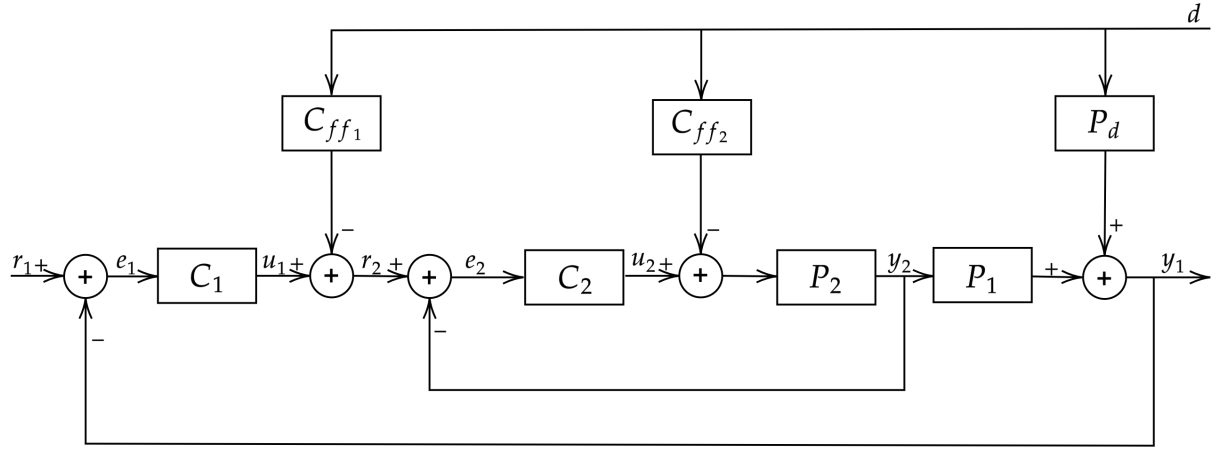 d
C_{ff_1} C_{ff_2} P_d
− − +
r_1 + + e_1 C_1 u_1 + + r_2 + + e_2 C_2 u_2 + + P_2 y_2 P_1 + + y_1
− −